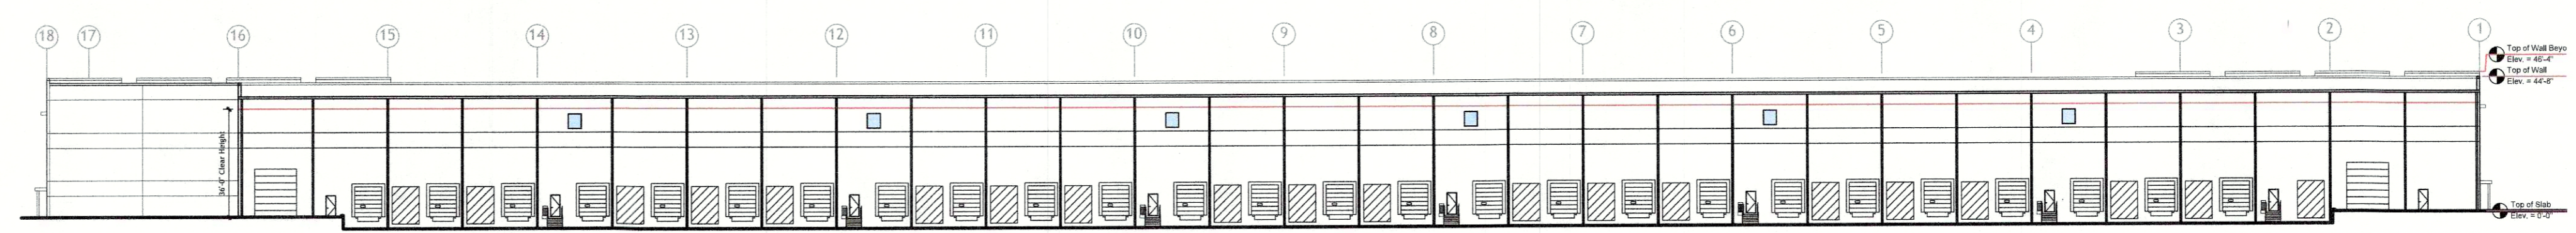 18 17 16 15 14 13 12 11 10 9 8 7 6 5 4 3 2 1
Top of Wall Beyo
Elev. = 46'-4"
Top of Wall
Elev. = 44'-8"
36'-0" Clear Height
Top of Slab
Elev. = 0'-0"